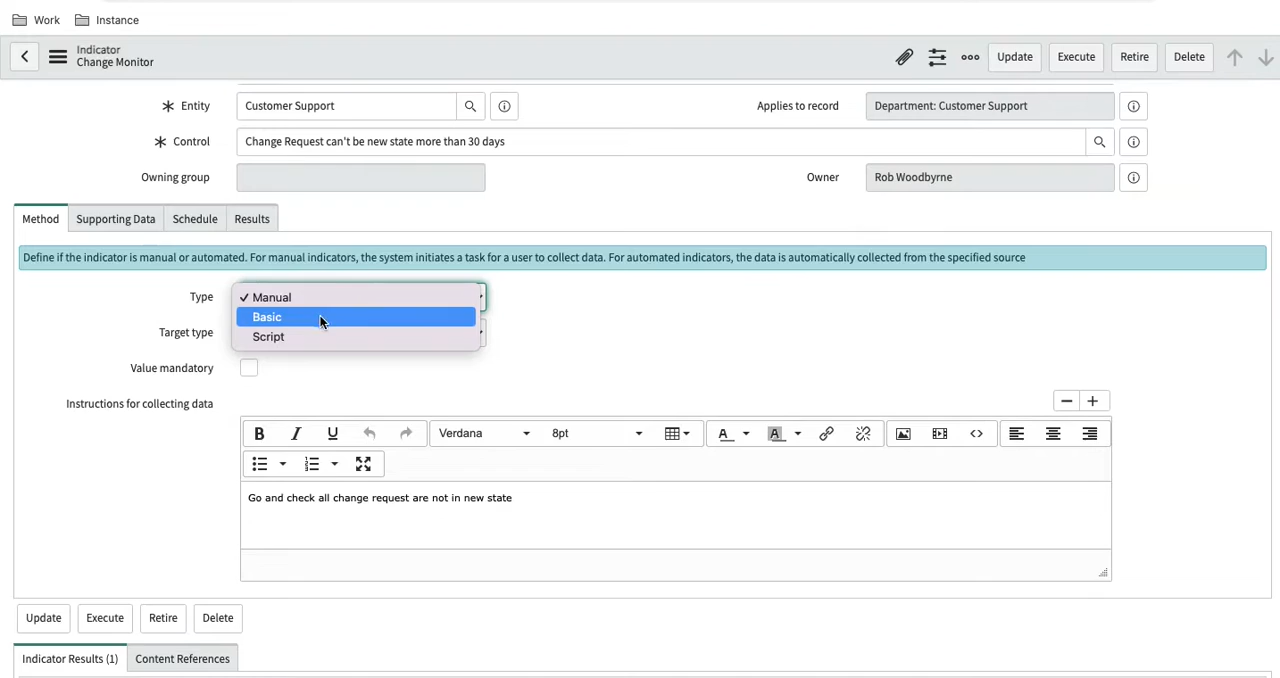 Work Instance
Indicator
Change Monitor
Update Execute Retire Delete
Entity Customer Support Applies to record Department: Customer Support
Control Change Request can't be new state more than 30 days
Owning group Owner Rob Woodbyrne
Method Supporting Data Schedule Results
Define if the indicator is manual or automated. For manual indicators, the system initiates a task for a user to collect data. For automated indicators, the data is automatically collected from the specified source
Type Manual
Basic
Target type
Script
Value mandatory
Instructions for collecting data
B I U Verdana 8pt A A
Go and check all change request are not in new state
Update Execute Retire Delete
Indicator Results (1) Content References